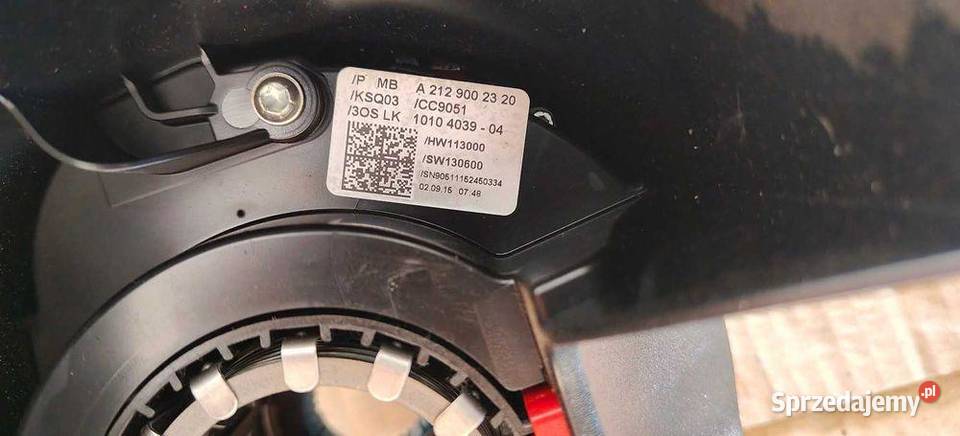 /P MB A 212 900 23 20
/KSQ03 /CC9051
/3OS LK 1010 4039 - 04
/HW113000
/SW130600
/SN90511152450334
02.09.15 07:48
Sprzedajemy.pl